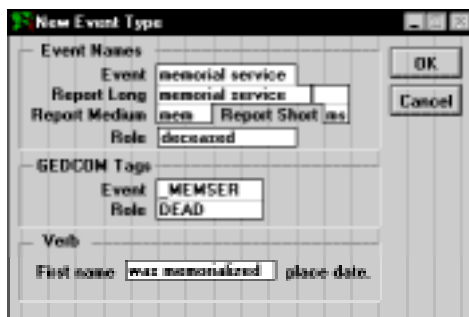 New Event Type
Event Names
OK
Event memorial service
Report Long memorial service
Cancel
Report Medium mem Report Short ms
Role deceased
GEDCOM Tags
Event _MEMSER
Role DEAD
Verb
First name was memorialized place date.